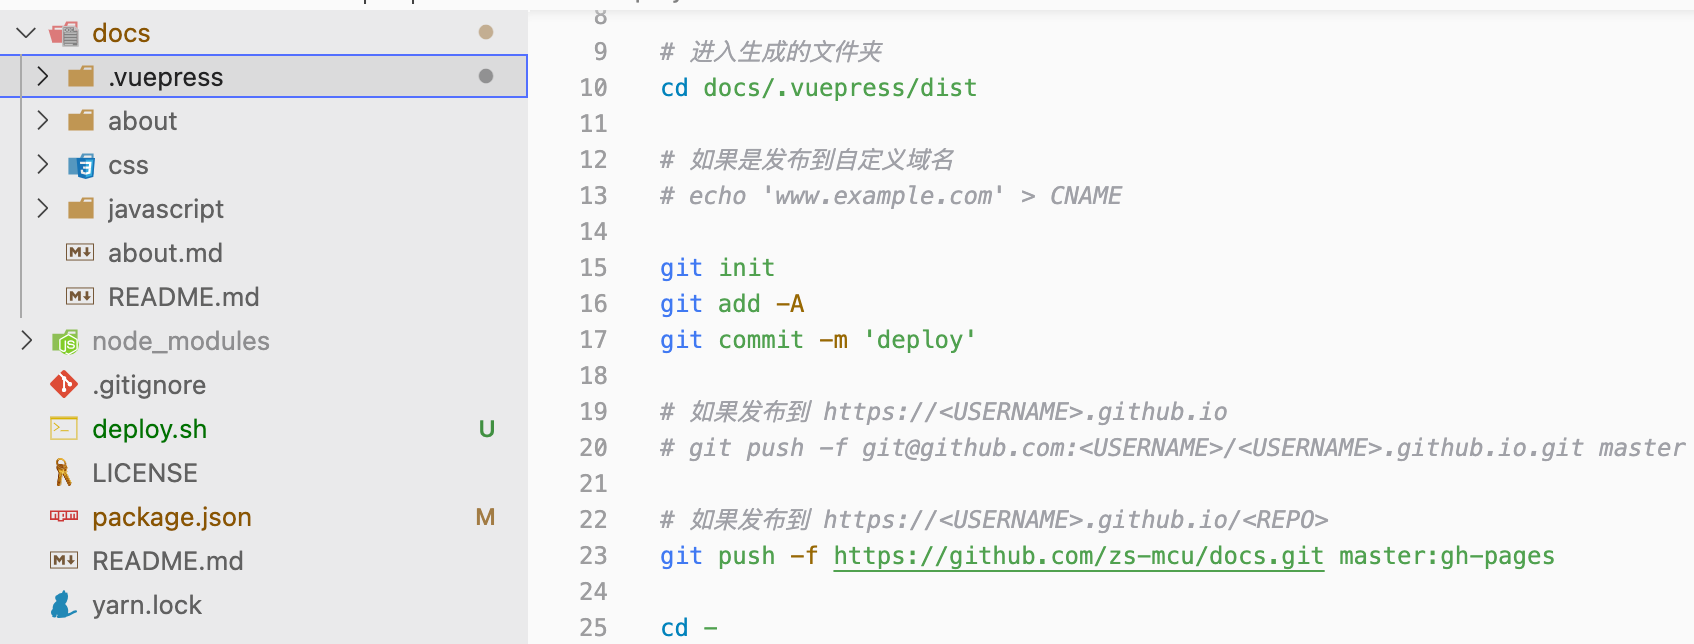 docs
.vuepress
about
css
javascript
about.md
README.md
node_modules
.gitignore
deploy.sh U
LICENSE
package.json M
README.md
yarn.lock
8
9 # 进入生成的文件夹
10 cd docs/.vuepress/dist
11
12 # 如果是发布到自定义域名
13 # echo 'www.example.com' > CNAME
14
15 git init
16 git add -A
17 git commit -m 'deploy'
18
19 # 如果发布到 https://<USERNAME>.github.io
20 # git push -f git@github.com:<USERNAME>/<USERNAME>.github.io.git master
21
22 # 如果发布到 https://<USERNAME>.github.io/<REPO>
23 git push -f https://github.com/zs-mcu/docs.git master:gh-pages
24
25 cd -